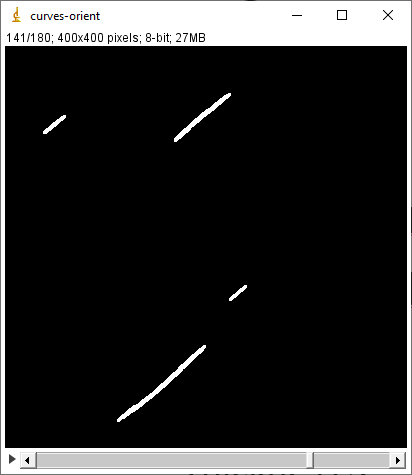 curves-orient
141/180; 400x400 pixels; 8-bit; 27MB